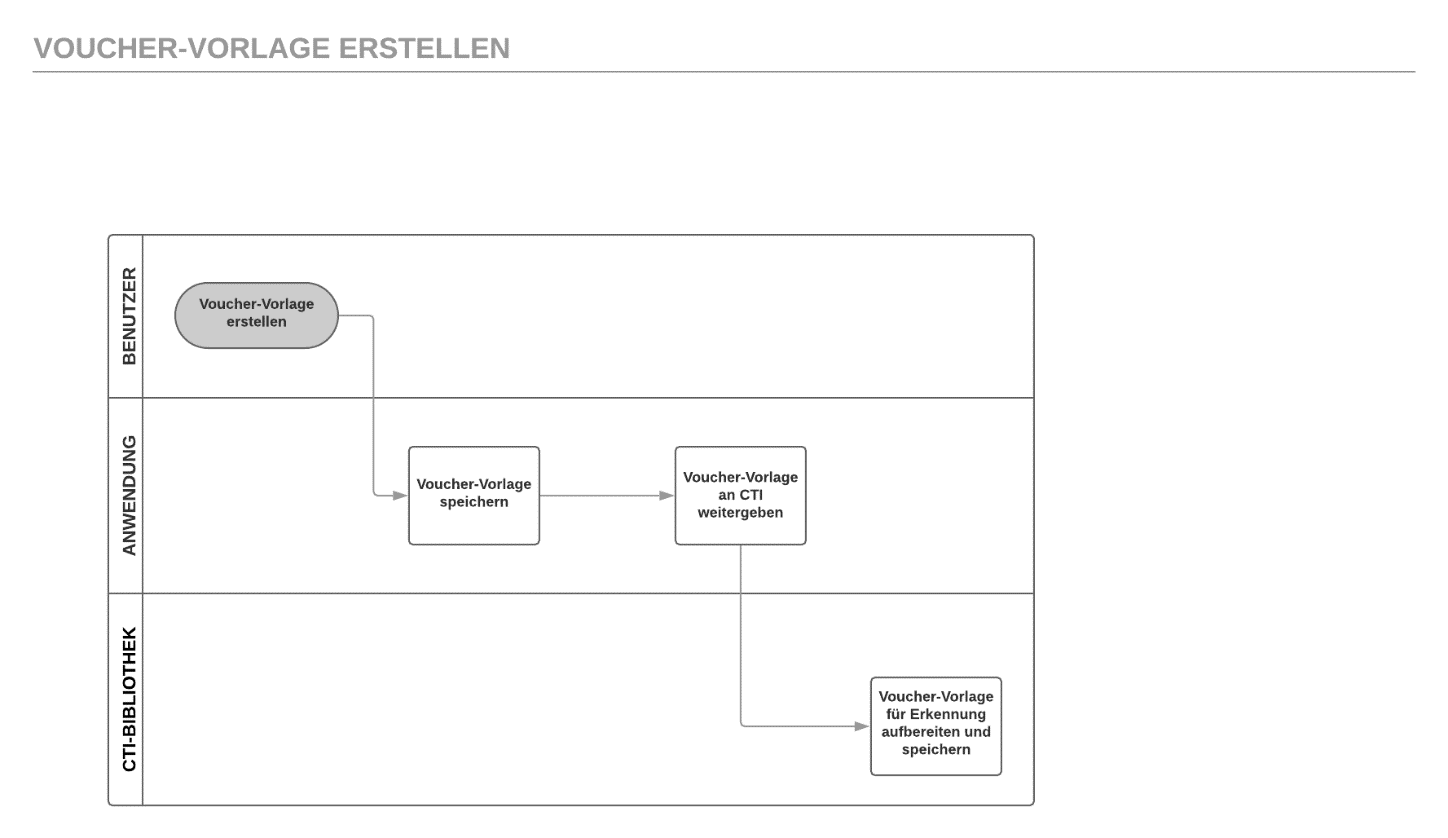 VOUCHER-VORLAGE ERSTELLEN
BENUTZER
Voucher-Vorlage
erstellen
ANWENDUNG
Voucher-Vorlage
speichern
Voucher-Vorlage
an CTI
weitergeben
CTI-BIBLIOTHEK
Voucher-Vorlage
für Erkennung
aufbereiten und
speichern